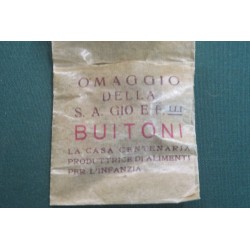 OMAGGIO
DELLA
S. A. GIO E F. LLI
BUITONI
LA CASA CENTENARIA
PRODUTTRICE DI ALIMENTI
PER L'INFANZIA